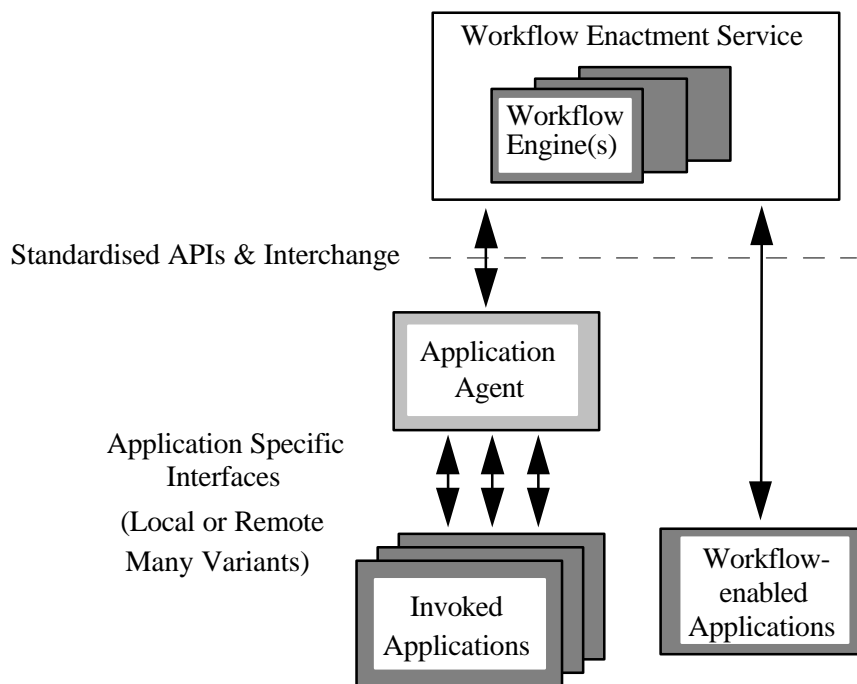 Workflow Enactment Service
Workflow
Engine(s)
Standardised APIs & Interchange
Application
Agent
Application Specific
Interfaces
(Local or Remote
Many Variants)
Invoked
Applications
Workflow-
enabled
Applications